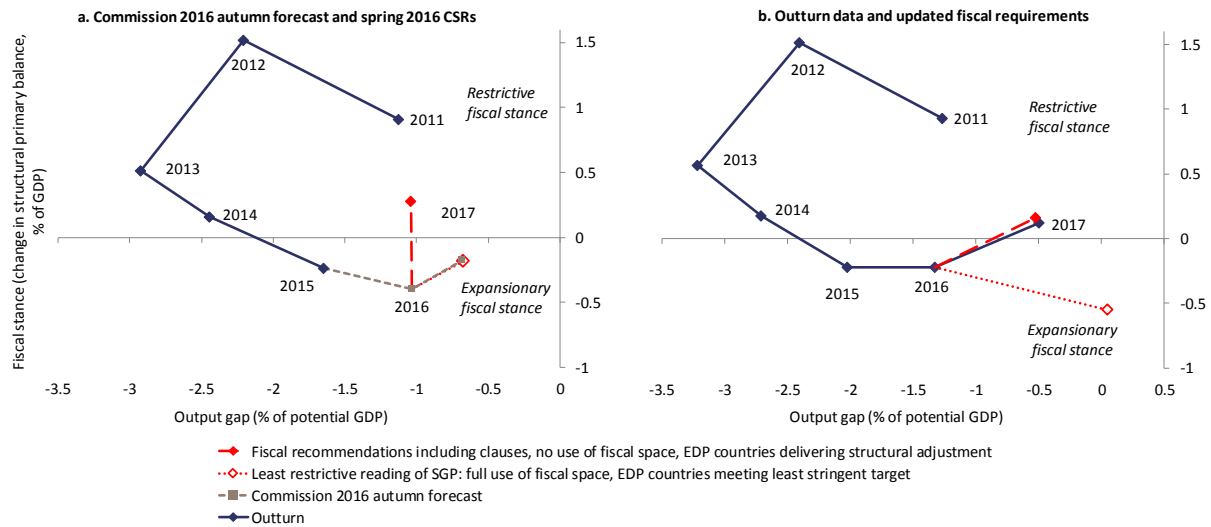 a. Commission 2016 autumn forecast and spring 2016 CSRs
Fiscal stance (change in structural primary balance,
% of GDP)
1.5
1
0.5
0
-0.5
-1
2012
2011
2013
2014
2015
2016
2017
Restrictive
fiscal stance
Expansionary
fiscal stance
-3.5 -3 -2.5 -2 -1.5 -1 -0.5 0
Output gap (% of potential GDP)
b. Outturn data and updated fiscal requirements
1.5
1
0.5
0
-0.5
-1
2012
2011
2013
2014
2015
2016
2017
Restrictive
fiscal stance
Expansionary
fiscal stance
-3.5 -3 -2.5 -2 -1.5 -1 -0.5 0 0.5
Output gap (% of potential GDP)
Fiscal recommendations including clauses, no use of fiscal space, EDP countries delivering structural adjustment
Least restrictive reading of SGP: full use of fiscal space, EDP countries meeting least stringent target
Commission 2016 autumn forecast
Outturn